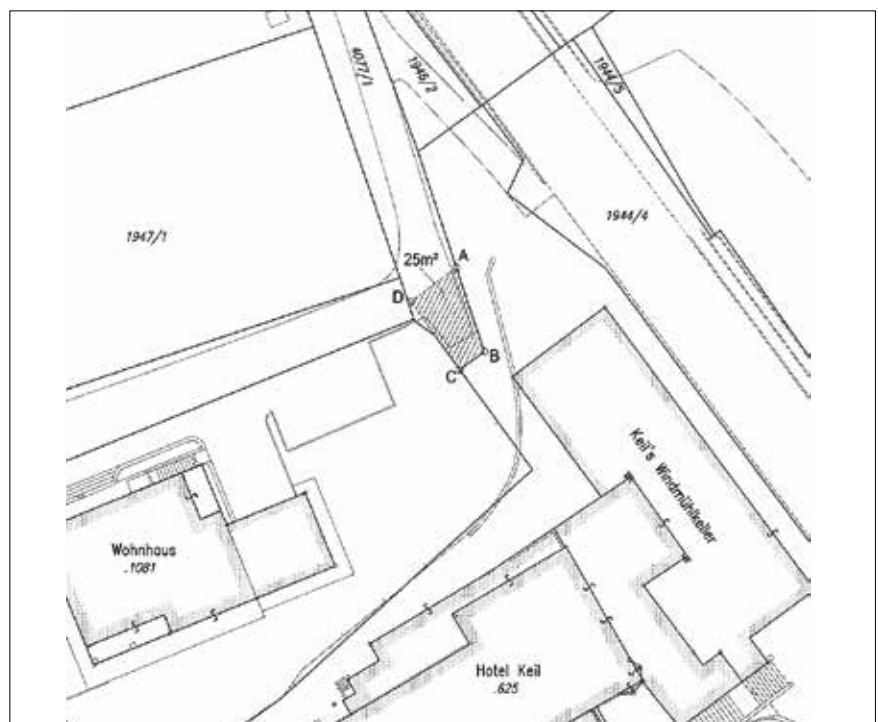 4077/1
1946/2
1944/5
1944/4
1947/1
A
25m²
D
B
C
Keil's Windmühlkeller
Wohnhaus
.1081
Hotel Keil
.625